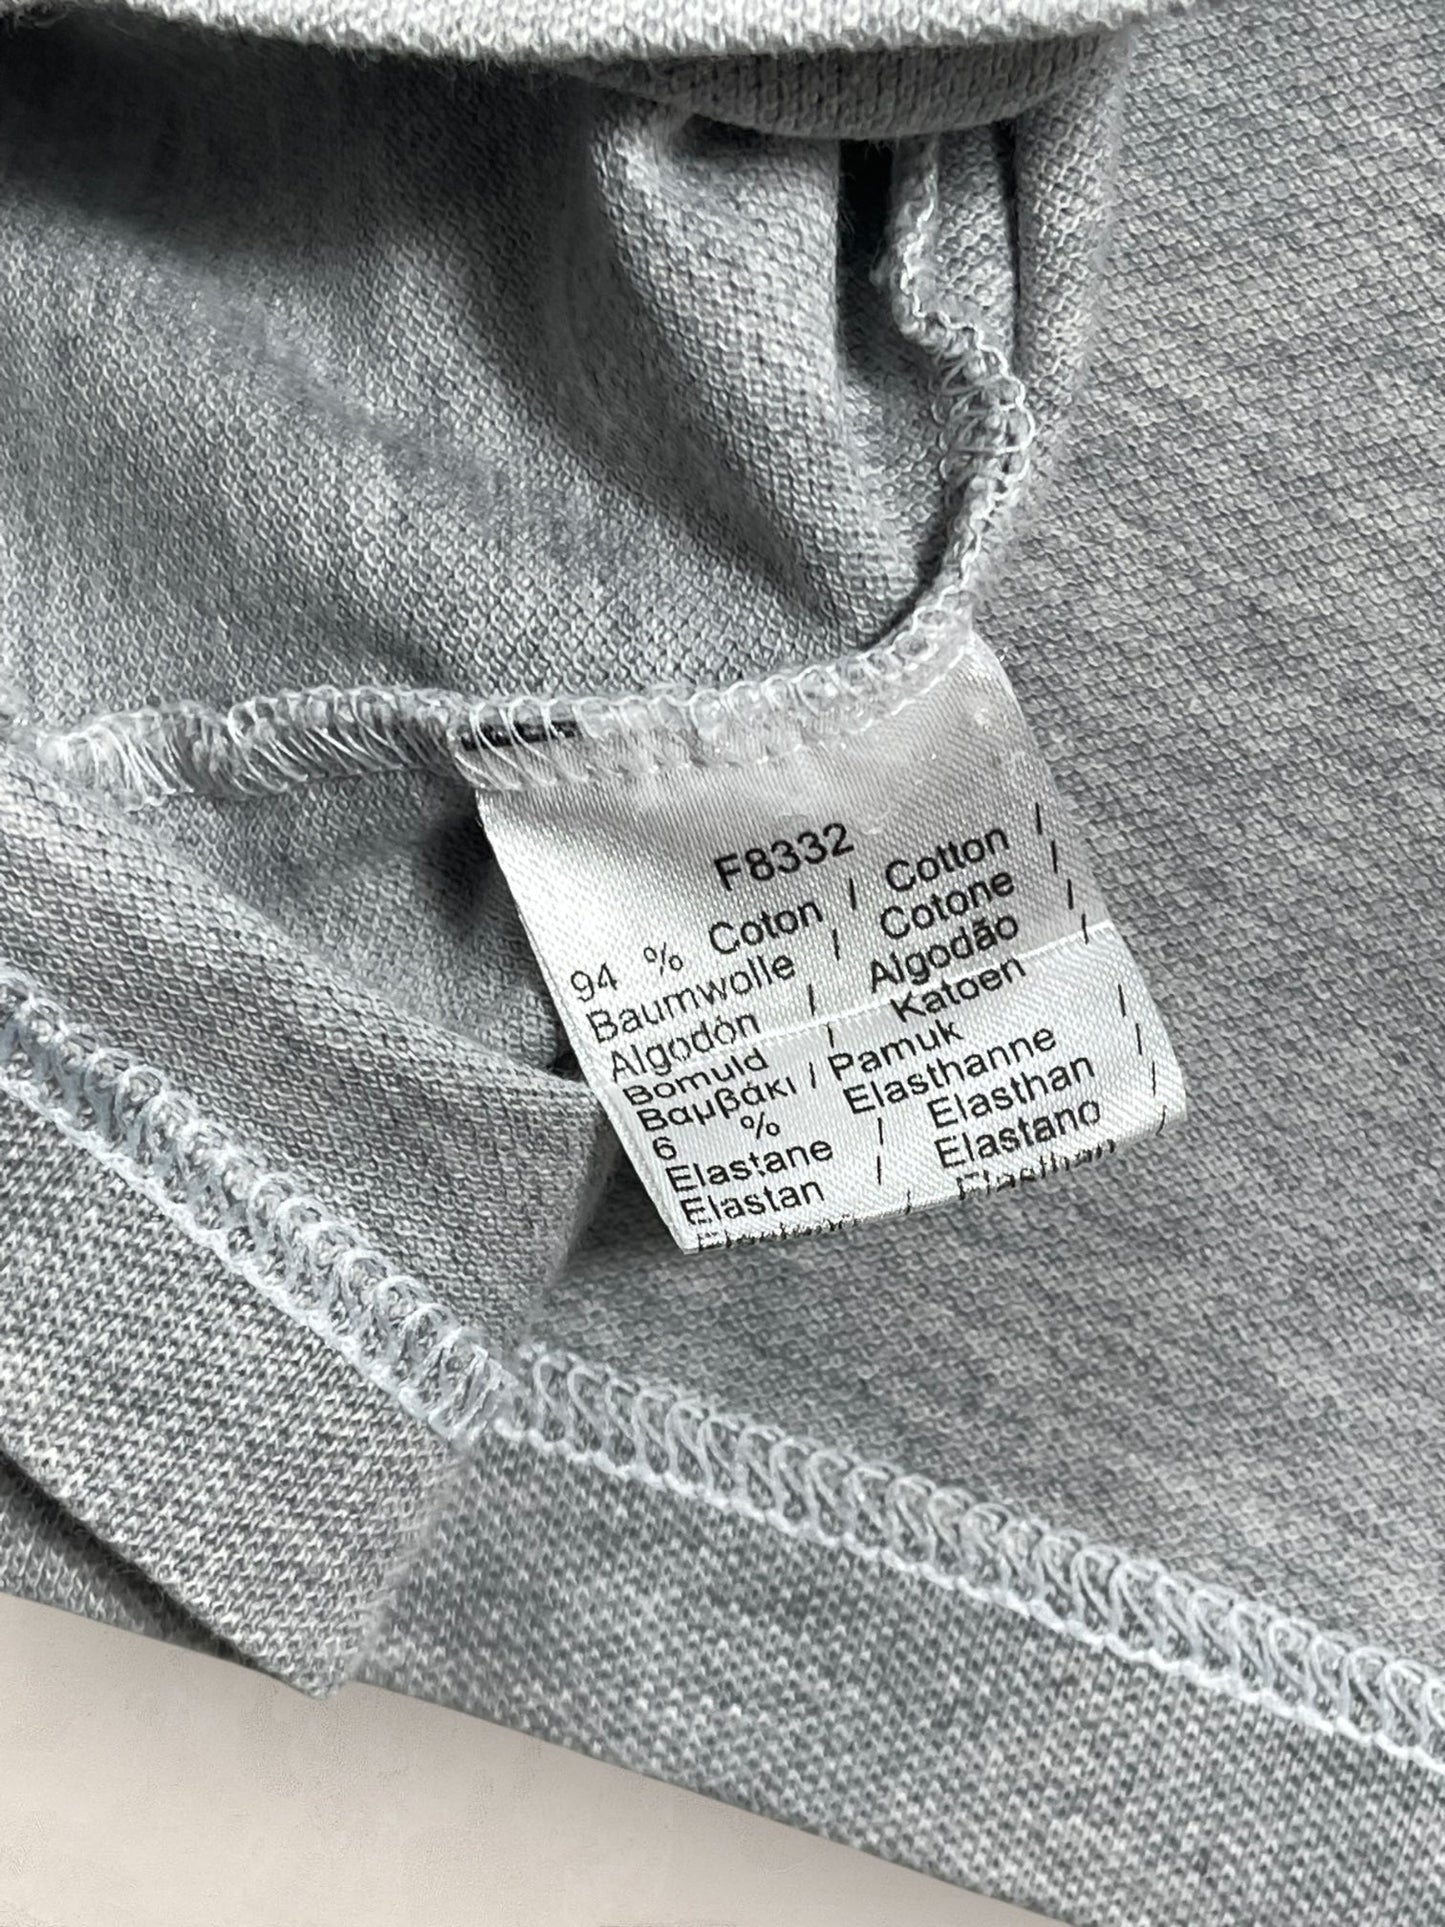 F8332
94 % Coton / Cotton /
Baumwolle / Cotone /
Algodón / Algodão /
Bomuld / Katoen /
Βαμβάκι / Pamuk /
6 % Elasthanne /
Elastane / Elasthan /
Elastan / Elastano /